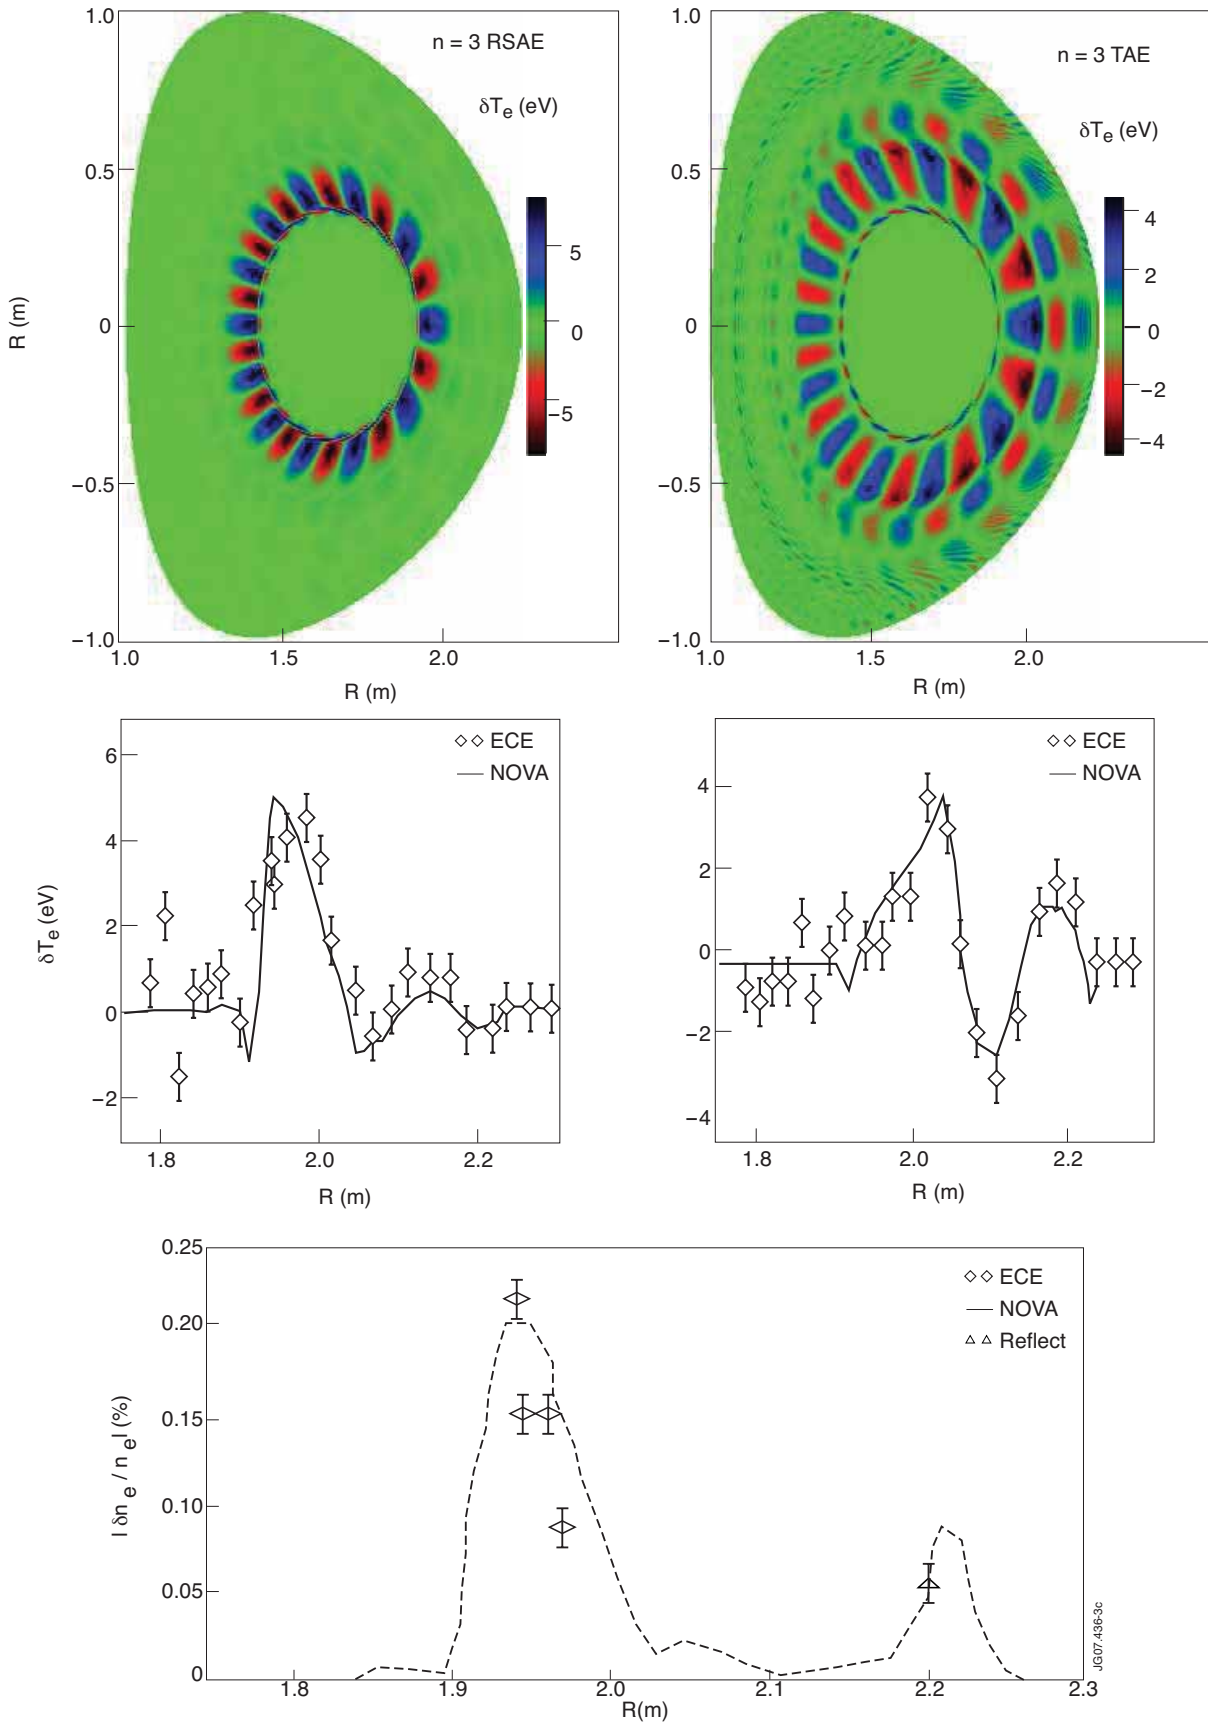 1.0
n = 3 RSAE
δTe (eV)
0.5
5
0
0
−5
−0.5
−1.0
1.0
1.5
2.0
R (m)
R (m)
1.0
n = 3 TAE
δTe (eV)
0.5
4
2
0
0
−2
−4
−0.5
−1.0
1.0
1.5
2.0
R (m)
6
4
2
0
−2
δTe (eV)
ECE
NOVA
1.8
2.0
2.2
R (m)
4
2
0
−2
−4
ECE
NOVA
1.8
2.0
2.2
R (m)
0.25
0.20
0.15
0.10
0.05
0
I δne / neI (%)
ECE
NOVA
Reflect
1.8
1.9
2.0
2.1
2.2
2.3
R(m)
JG07.436-3c